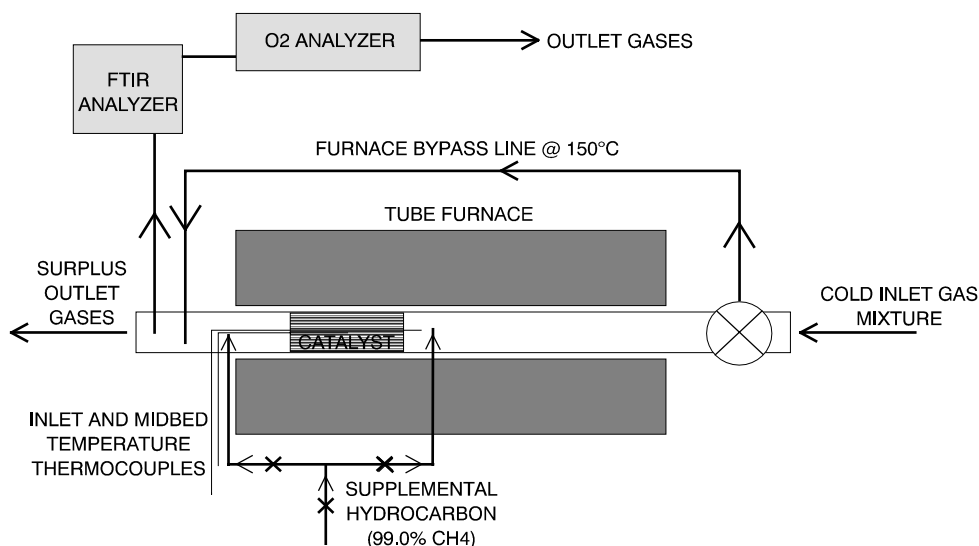 O2 ANALYZER
OUTLET GASES
FTIR
ANALYZER
FURNACE BYPASS LINE @ 150°C
TUBE FURNACE
SURPLUS
OUTLET
GASES
COLD INLET GAS
MIXTURE
CATALYST
INLET AND MIDBED
TEMPERATURE
THERMOCOUPLES
SUPPLEMENTAL
HYDROCARBON
(99.0% CH4)